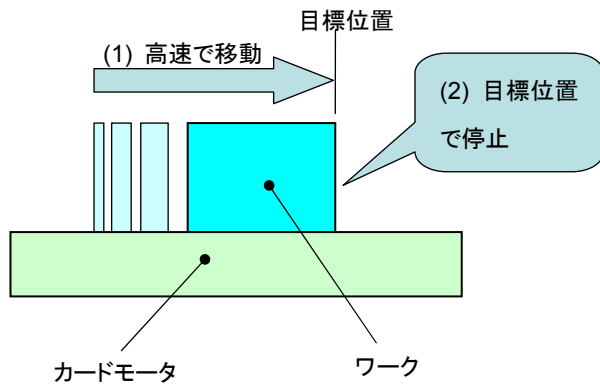 目標位置
(1) 高速で移動
(2) 目標位置
で停止
カードモータ
ワーク